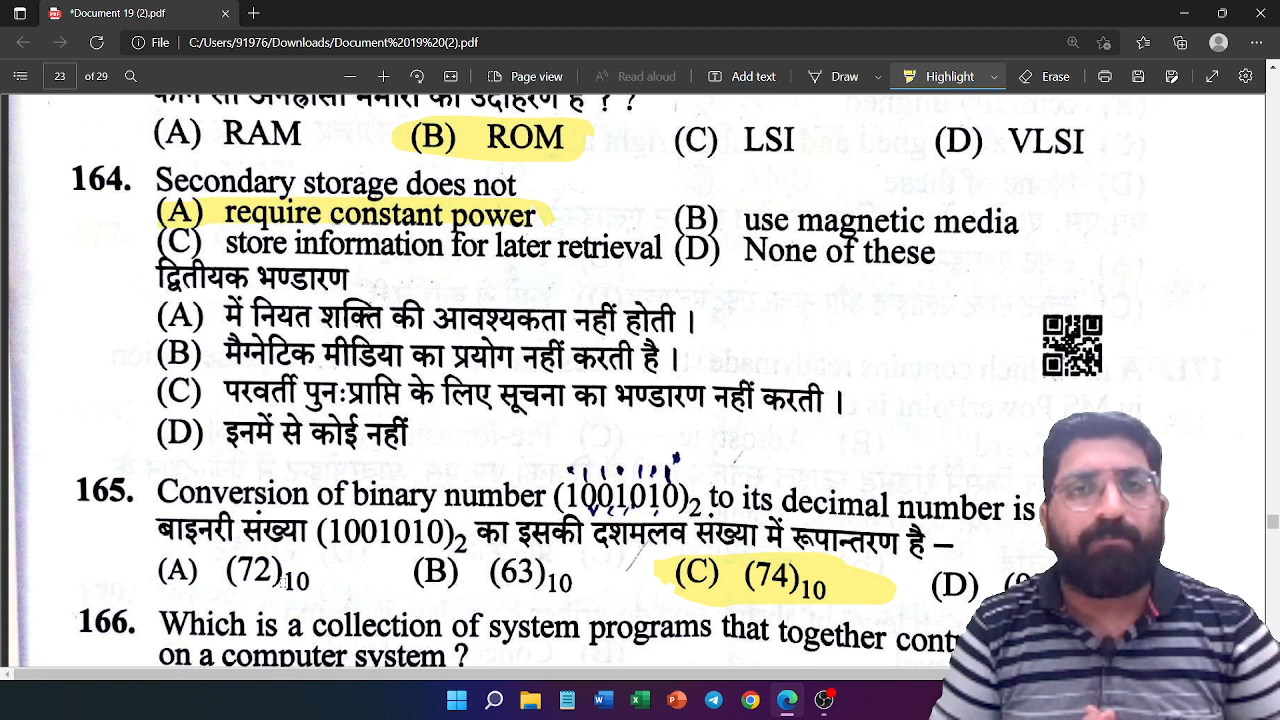 *Document 19 (2).pdf
File C:/Users/91976/Downloads/Document%2019%20(2).pdf
23 of 29 Page view Read aloud Add text Draw Highlight Erase
(A) RAM (B) ROM (C) LSI (D) VLSI
164. Secondary storage does not
(A) require constant power (B) use magnetic media
(C) store information for later retrieval (D) None of these
द्वितीयक भण्डारण
(A) में नियत शक्ति की आवश्यकता नहीं होती ।
(B) मैग्नेटिक मीडिया का प्रयोग नहीं करती है ।
(C) परवर्ती पुनःप्राप्ति के लिए सूचना का भण्डारण नहीं करती ।
(D) इनमें से कोई नहीं
165. Conversion of binary number (1001010)2 to its decimal number is
बाइनरी संख्या (1001010)2 का इसकी दशमलव संख्या में रूपान्तरण है –
(A) (72)10 (B) (63)10 (C) (74)10 (D)
166. Which is a collection of system programs that together
on a computer system ?